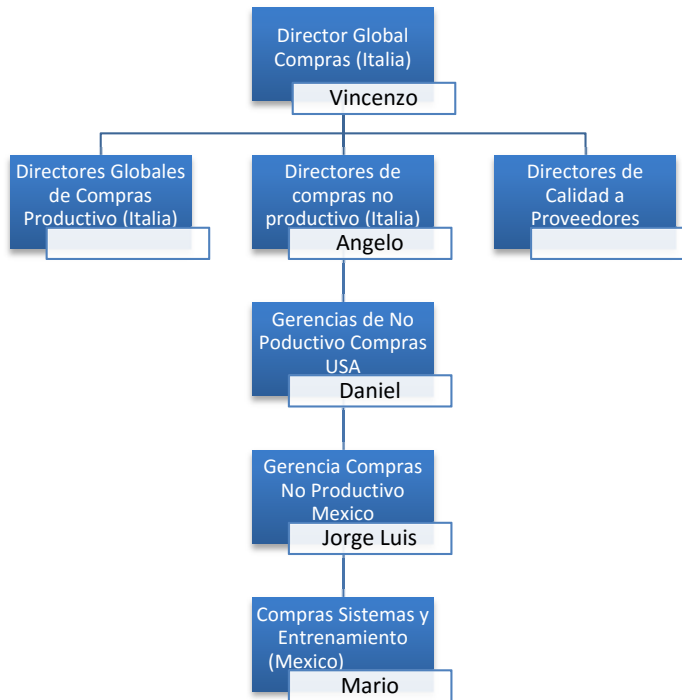 Director Global
Compras (Italia)
Vincenzo
Directores Globales
de Compras
Productivo (Italia)
Directores de
compras no
productivo (Italia)
Angelo
Directores de
Calidad a
Proveedores
Gerencias de No
Poductivo Compras
USA
Daniel
Gerencia Compras
No Productivo
Mexico
Jorge Luis
Compras Sistemas y
Entrenamiento
(Mexico)
Mario